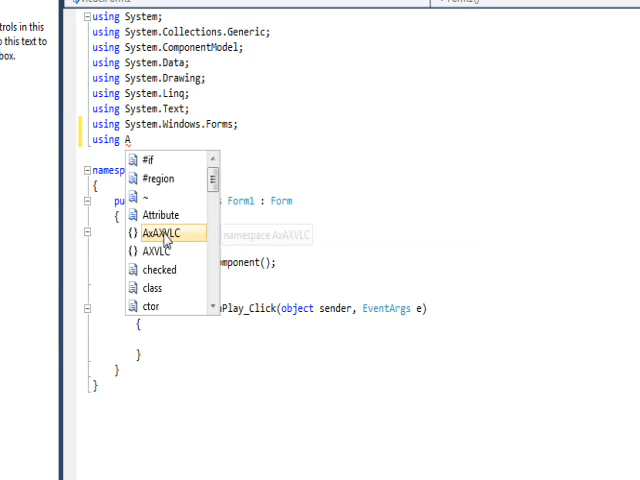 trols in this
this text to
box.
using System;
using System.Collections.Generic;
using System.ComponentModel;
using System.Data;
using System.Drawing;
using System.Linq;
using System.Text;
using System.Windows.Forms;
using A
#if
#region
~
Attribute
{} AxAXVLC
namespace AxAXVLC
{} AXVLC
checked
class
ctor
namesp
{
pu
s Form1 : Form
{
omponent();
nPlay_Click(object sender, EventArgs e)
{
}
}
}